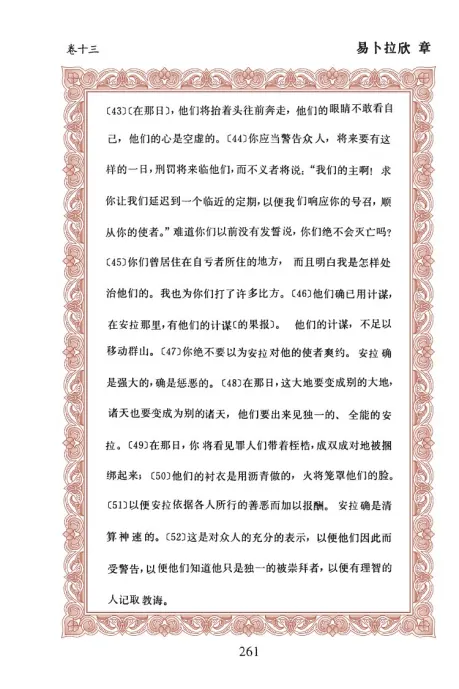 卷十三
易卜拉欣 章
〔43〕〔在那日〕，他们将抬着头往前奔走，他们的眼睛不敢看自
己，他们的心是空虚的。〔44〕你应当警告众人，将来要有这
样的一日，刑罚将来临他们，而不义者将说：“我们的主啊！求
你让我们延迟到一个临近的定期，以便我们响应你的号召，顺
从你的使者。”难道你们以前没有发誓说，你们绝不会灭亡吗？
〔45〕你们曾居住在自亏者所住的地方，而且明白我是怎样处
治他们的。我也为你们打了许多比方。〔46〕他们确已用计谋，
在安拉那里，有他们的计谋〔的果报〕。 他们的计谋，不足以
移动群山。〔47〕你绝不要以为安拉对他的使者爽约。安拉确
是强大的，确是惩恶的。〔48〕在那日，这大地要变成别的大地，
诸天也要变成为别的诸天，他们要出来见独一的、全能的安
拉。〔49〕在那日，你将看见罪人们带着桎梏，成双成对地被捆
绑起来；〔50〕他们的衬衣是用沥青做的，火将笼罩他们的脸。
〔51〕以便安拉依据各人所行的善恶而加以报酬。安拉确是清
算神速的。〔52〕这是对众人的充分的表示，以便他们因此而
受警告，以便他们知道他只是独一的被崇拜者，以便有理智的
人记取教诲。
261